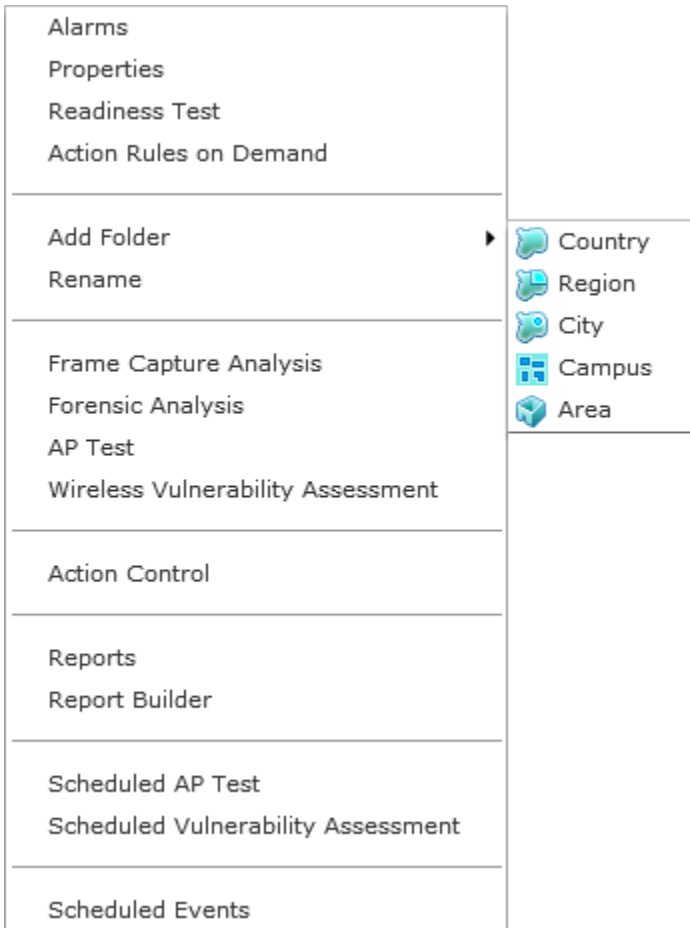 Alarms
Properties
Readiness Test
Action Rules on Demand
Add Folder
Rename
Country
Region
City
Campus
Area
Frame Capture Analysis
Forensic Analysis
AP Test
Wireless Vulnerability Assessment
Action Control
Reports
Report Builder
Scheduled AP Test
Scheduled Vulnerability Assessment
Scheduled Events